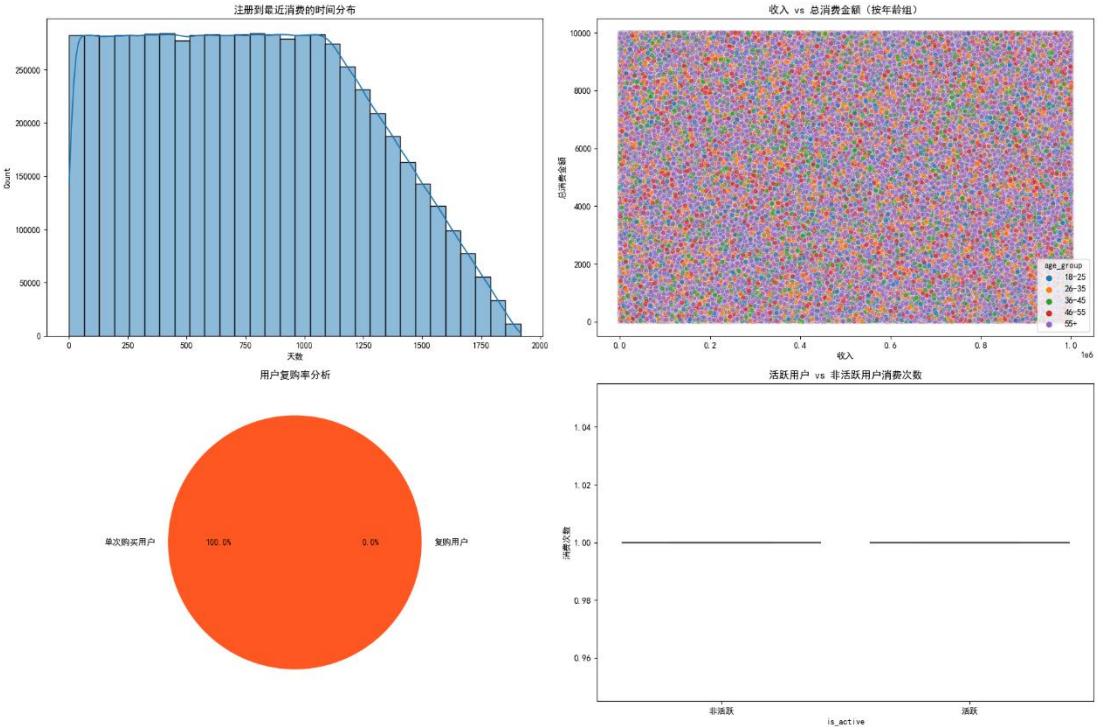 注册到最近消费的时间分布
250000
200000
150000
100000
50000
0
Count
0 250 500 750 1000 1250 1500 1750 2000
天数
收入 vs 总消费金额（按年龄组）
10000
8000
6000
4000
2000
0
总消费金额
age_group
18-25
26-35
36-45
46-55
55+
0.0 0.2 0.4 0.6 0.8 1.0
1e6
收入
用户复购率分析
单次购买用户 100.0% 0.0% 复购用户
活跃用户 vs 非活跃用户消费次数
1.04
1.02
1.00
0.98
0.96
消费次数
非活跃 活跃
is_active